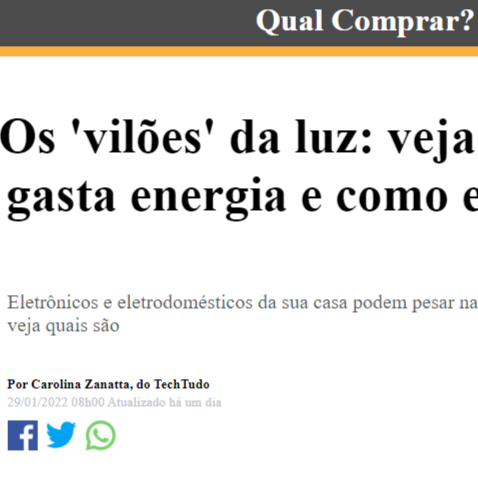 Qual Comprar?
Os 'vilões' da luz: veja
gasta energia e como e
Eletrônicos e eletrodomésticos da sua casa podem pesar na
veja quais são
Por Carolina Zanatta, do TechTudo
29/01/2022 08h00 Atualizado há um dia